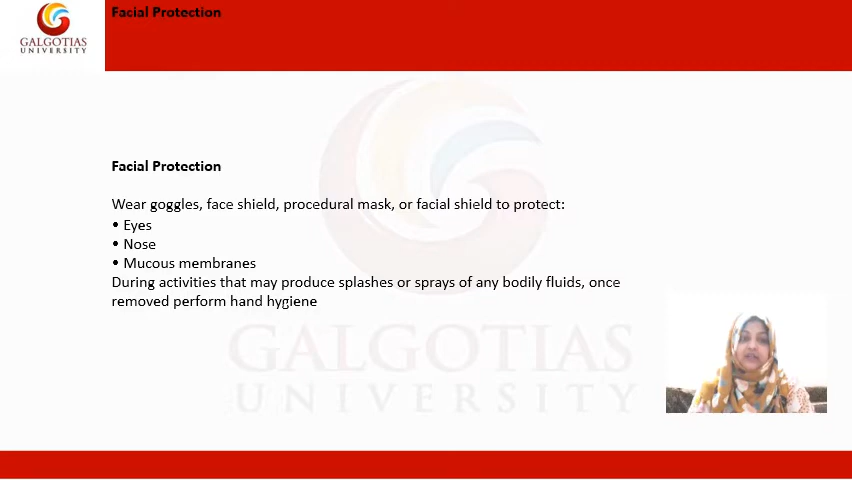 Facial Protection
GALGOTIAS
UNIVERSITY
Facial Protection
Wear goggles, face shield, procedural mask, or facial shield to protect:
• Eyes
• Nose
• Mucous membranes
During activities that may produce splashes or sprays of any bodily fluids, once
removed perform hand hygiene
GALGOTIAS
UNIVERSITY